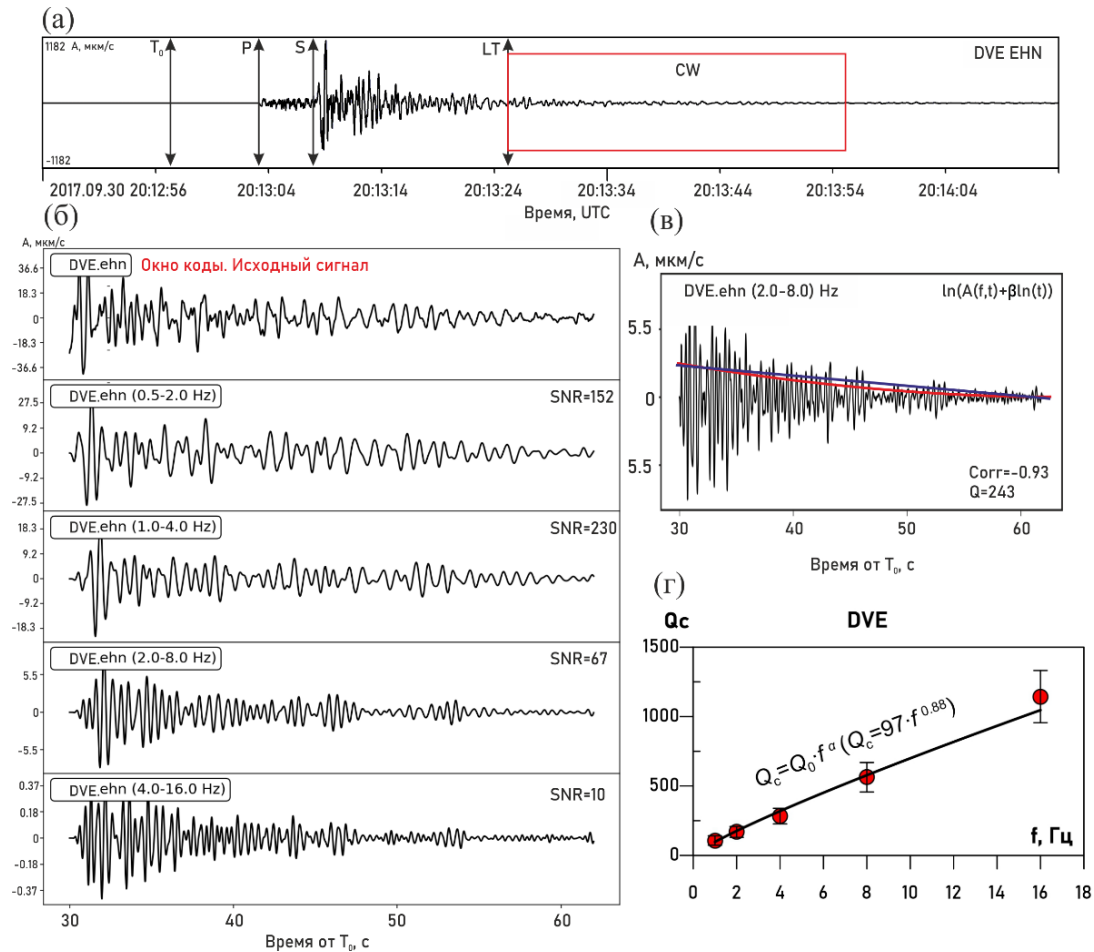 (а)
1182 А, мкм/с
T₀
P
S
LT
CW
DVE EHN
-1182
2017.09.30 20:12:56 20:13:04 20:13:14 20:13:24 20:13:34 20:13:44 20:13:54 20:14:04
Время, UTC
(б)
А, мкм/с
DVE.ehn Окно коды. Исходный сигнал
36.6
18.3
0
-18.3
-36.6
DVE.ehn (0.5-2.0 Hz) SNR=152
27.5
9.2
0
-9.2
-27.5
DVE.ehn (1.0-4.0 Hz) SNR=230
18.3
9.2
0
-9.2
-18.3
DVE.ehn (2.0-8.0 Hz) SNR=67
5.5
0
-5.5
DVE.ehn (4.0-16.0 Hz) SNR=10
0.37
0.18
0
-0.18
-0.37
30 40 50 60
Время от T₀, с
(в)
А, мкм/с
DVE.ehn (2.0-8.0) Hz ln(A(f,t)+βln(t))
5.5
0
5.5
Corr=-0.93
Q=243
30 40 50 60
Время от T₀, с
(г)
Qc DVE
1500
1000
500
0
Q_c=Q₀·f^α (Q_c=97·f^0.88)
f, Гц
0 2 4 6 8 10 12 14 16 18